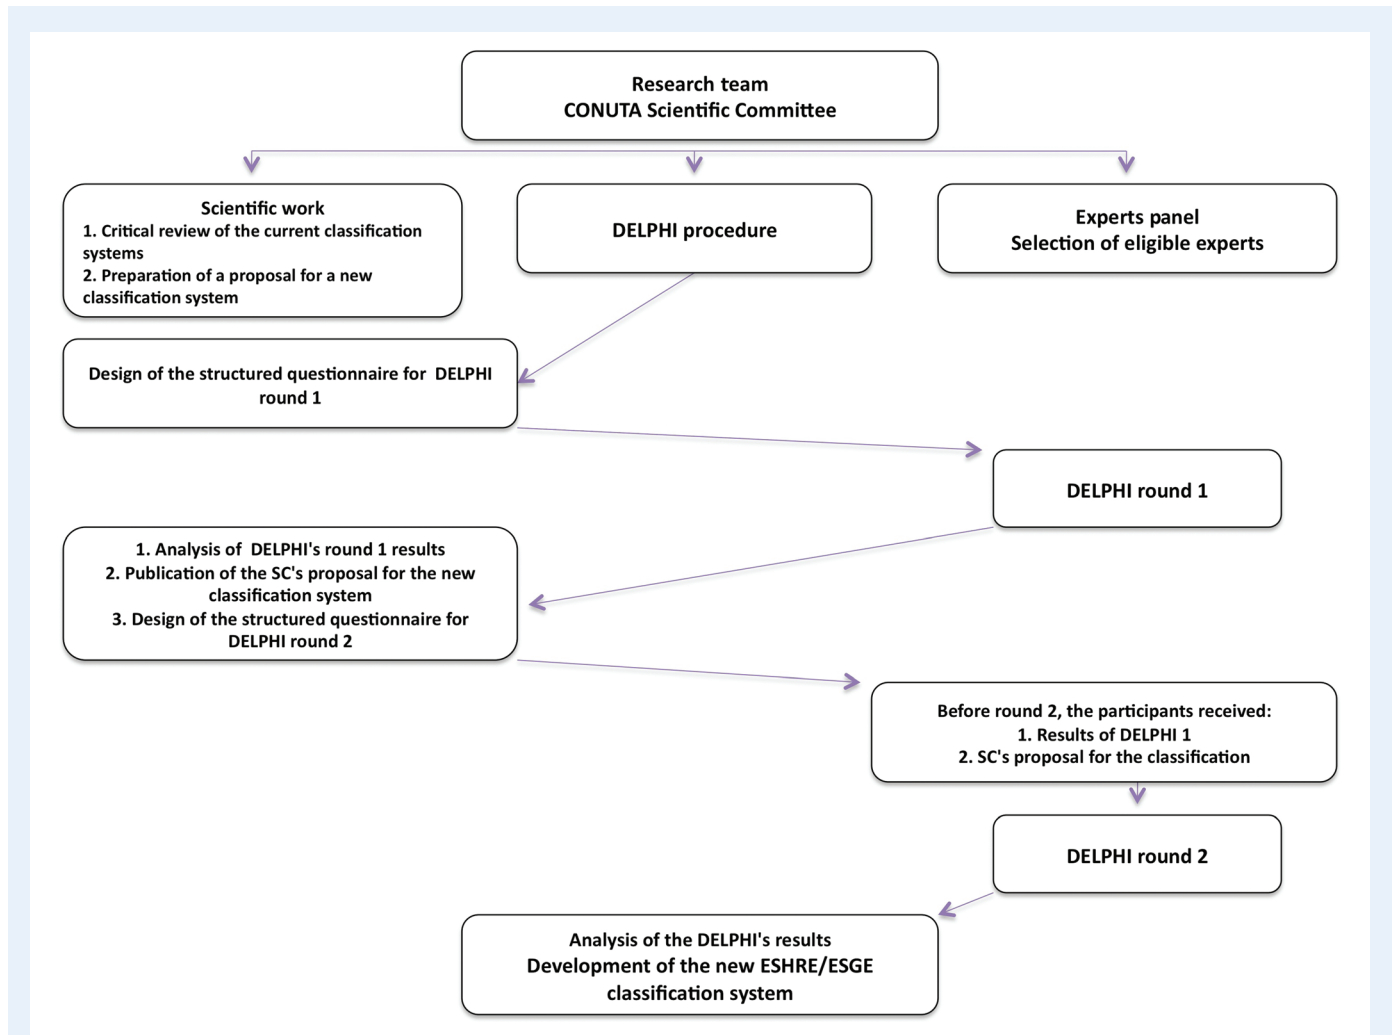 Research team
CONUTA Scientific Committee
Scientific work
1. Critical review of the current classification
systems
2. Preparation of a proposal for a new
classification system
DELPHI procedure
Experts panel
Selection of eligible experts
Design of the structured questionnaire for DELPHI
round 1
DELPHI round 1
1. Analysis of DELPHI's round 1 results
2. Publication of the SC's proposal for the new
classification system
3. Design of the structured questionnaire for
DELPHI round 2
Before round 2, the participants received:
1. Results of DELPHI 1
2. SC's proposal for the classification
DELPHI round 2
Analysis of the DELPHI's results
Development of the new ESHRE/ESGE
classification system